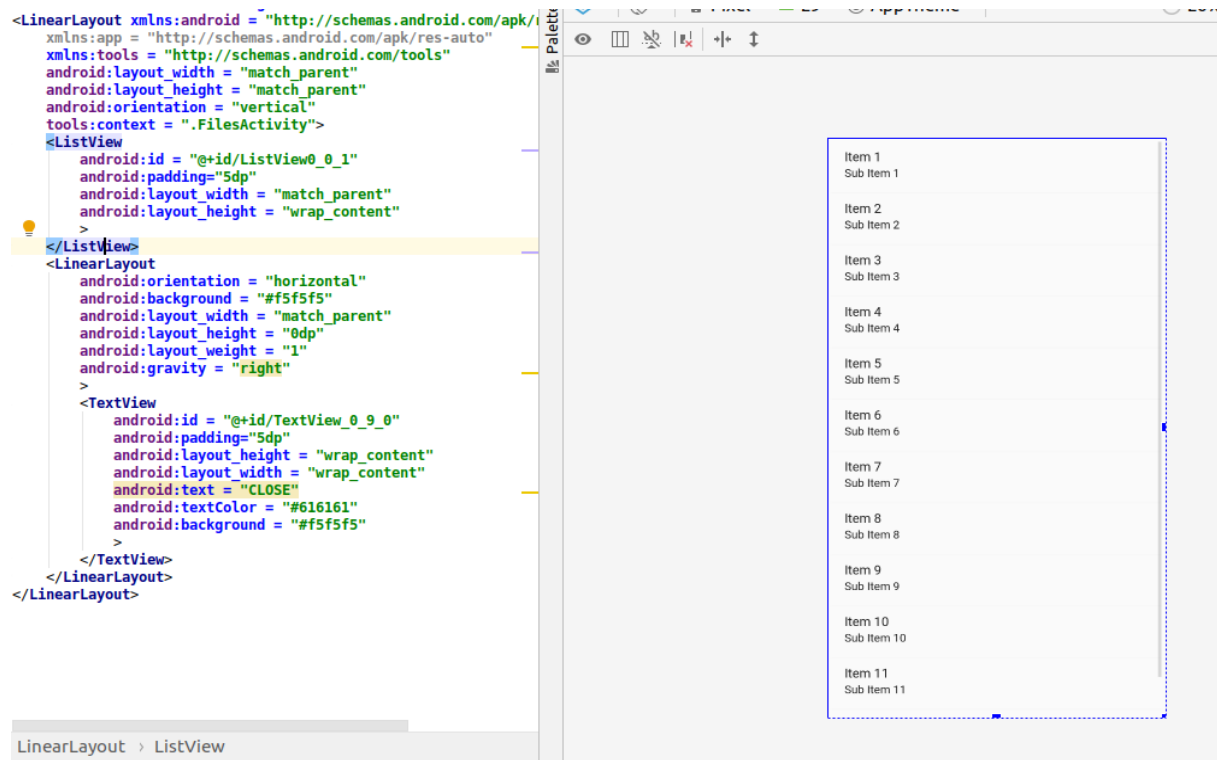 <LinearLayout xmlns:android = "http://schemas.android.com/apk/
xmlns:app = "http://schemas.android.com/apk/res-auto"
xmlns:tools = "http://schemas.android.com/tools"
android:layout_width = "match_parent"
android:layout_height = "match_parent"
android:orientation = "vertical"
tools:context = ".FilesActivity">
<ListView
android:id = "@+id/ListView0_0_1"
android:padding="5dp"
android:layout_width = "match_parent"
android:layout_height = "wrap_content"
>
</ListView>
<LinearLayout
android:orientation = "horizontal"
android:background = "#f5f5f5"
android:layout_width = "match_parent"
android:layout_height = "0dp"
android:layout_weight = "1"
android:gravity = "right"
>
<TextView
android:id = "@+id/TextView_0_9_0"
android:padding="5dp"
android:layout_height = "wrap_content"
android:layout_width = "wrap_content"
android:text = "CLOSE"
android:textColor = "#616161"
android:background = "#f5f5f5"
>
</TextView>
</LinearLayout>
</LinearLayout>
LinearLayout > ListView
Palette
Item 1
Sub Item 1
Item 2
Sub Item 2
Item 3
Sub Item 3
Item 4
Sub Item 4
Item 5
Sub Item 5
Item 6
Sub Item 6
Item 7
Sub Item 7
Item 8
Sub Item 8
Item 9
Sub Item 9
Item 10
Sub Item 10
Item 11
Sub Item 11